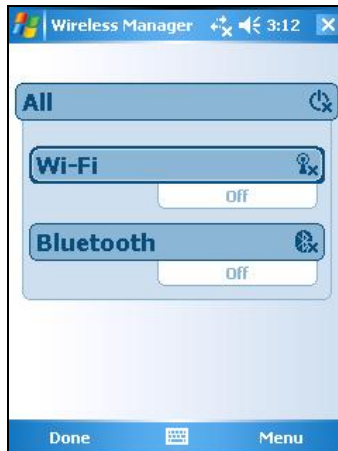 Wireless Manager 3:12
All
Wi-Fi
Off
Bluetooth
Off
Done Menu